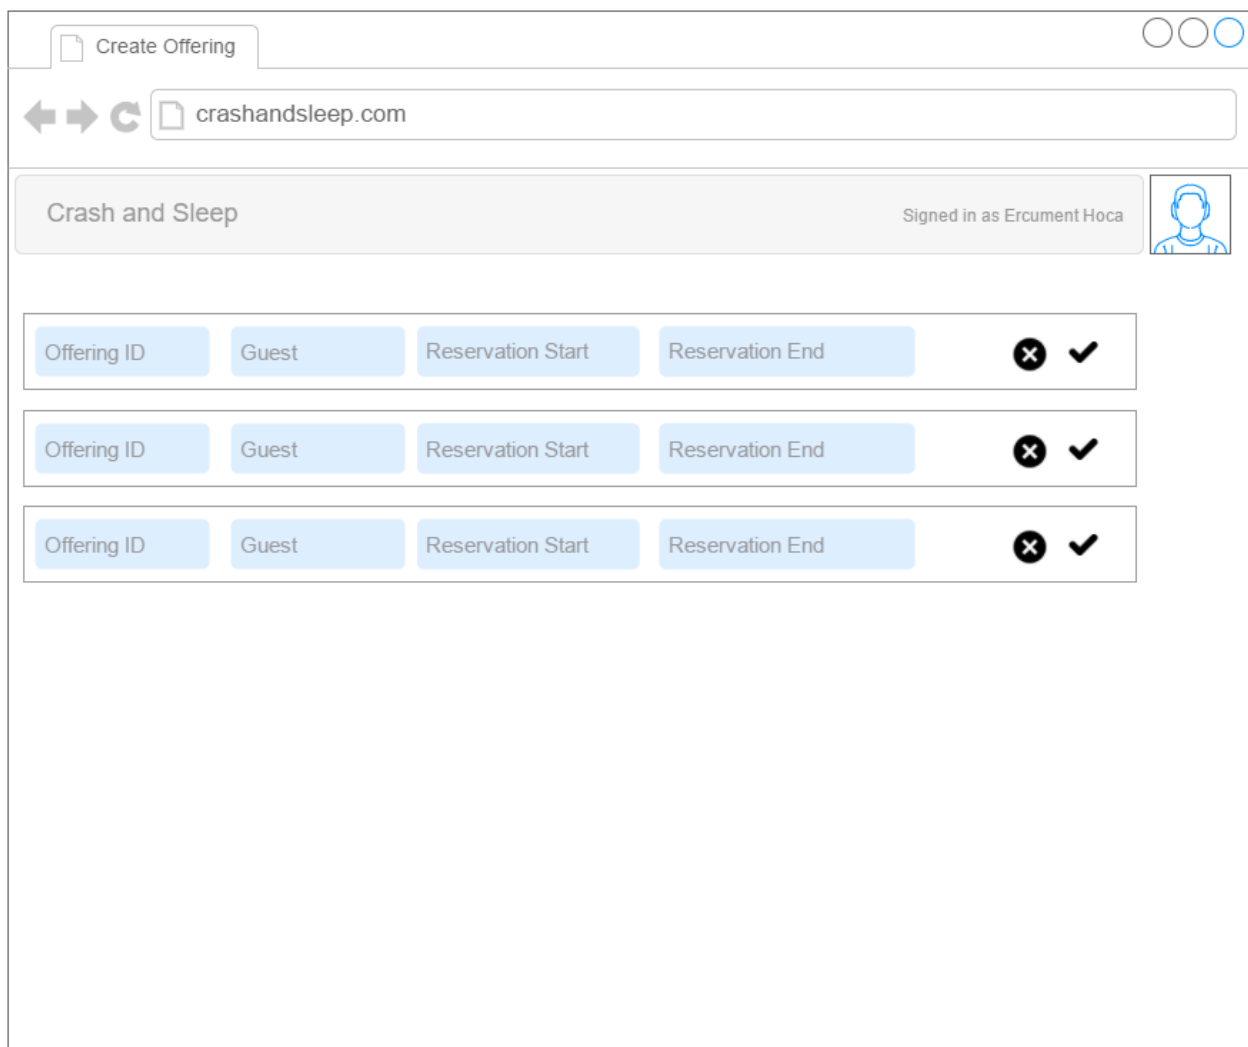 Create Offering
crashandsleep.com
Crash and Sleep Signed in as Ercument Hoca
Offering ID Guest Reservation Start Reservation End
Offering ID Guest Reservation Start Reservation End
Offering ID Guest Reservation Start Reservation End